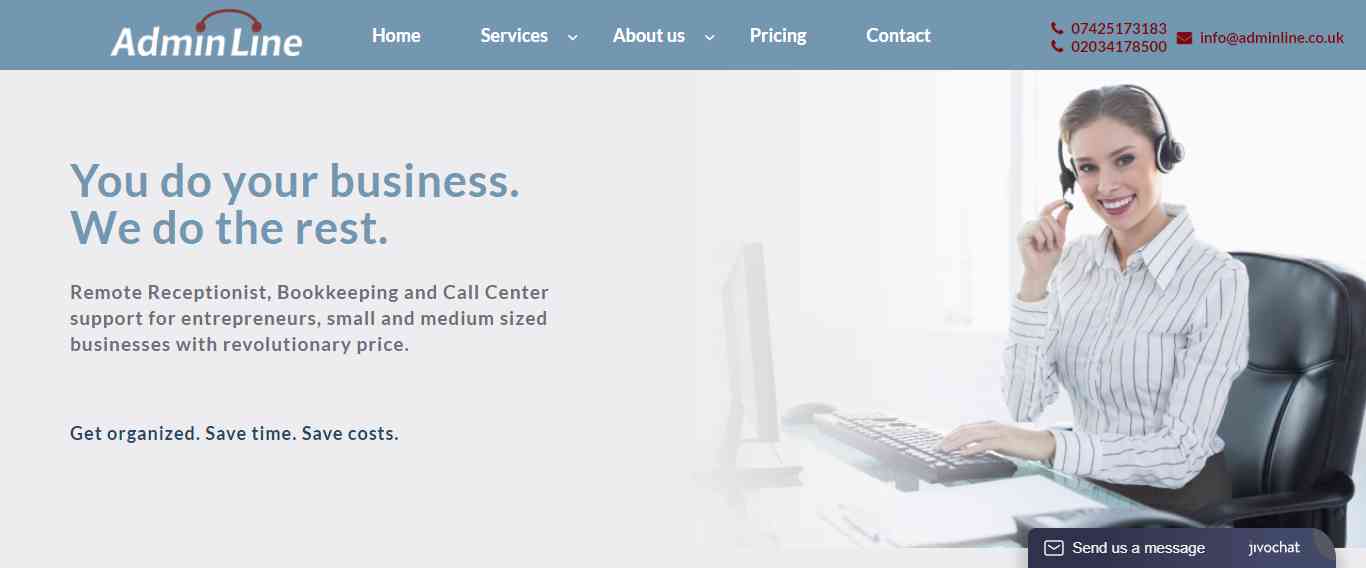 Admin Line
Home
Services
About us
Pricing
Contact
07425173183
02034178500
info@adminline.co.uk
You do your business.
We do the rest.
Remote Receptionist, Bookkeeping and Call Center
support for entrepreneurs, small and medium sized
businesses with revolutionary price.
Get organized. Save time. Save costs.
Send us a message
jivochat